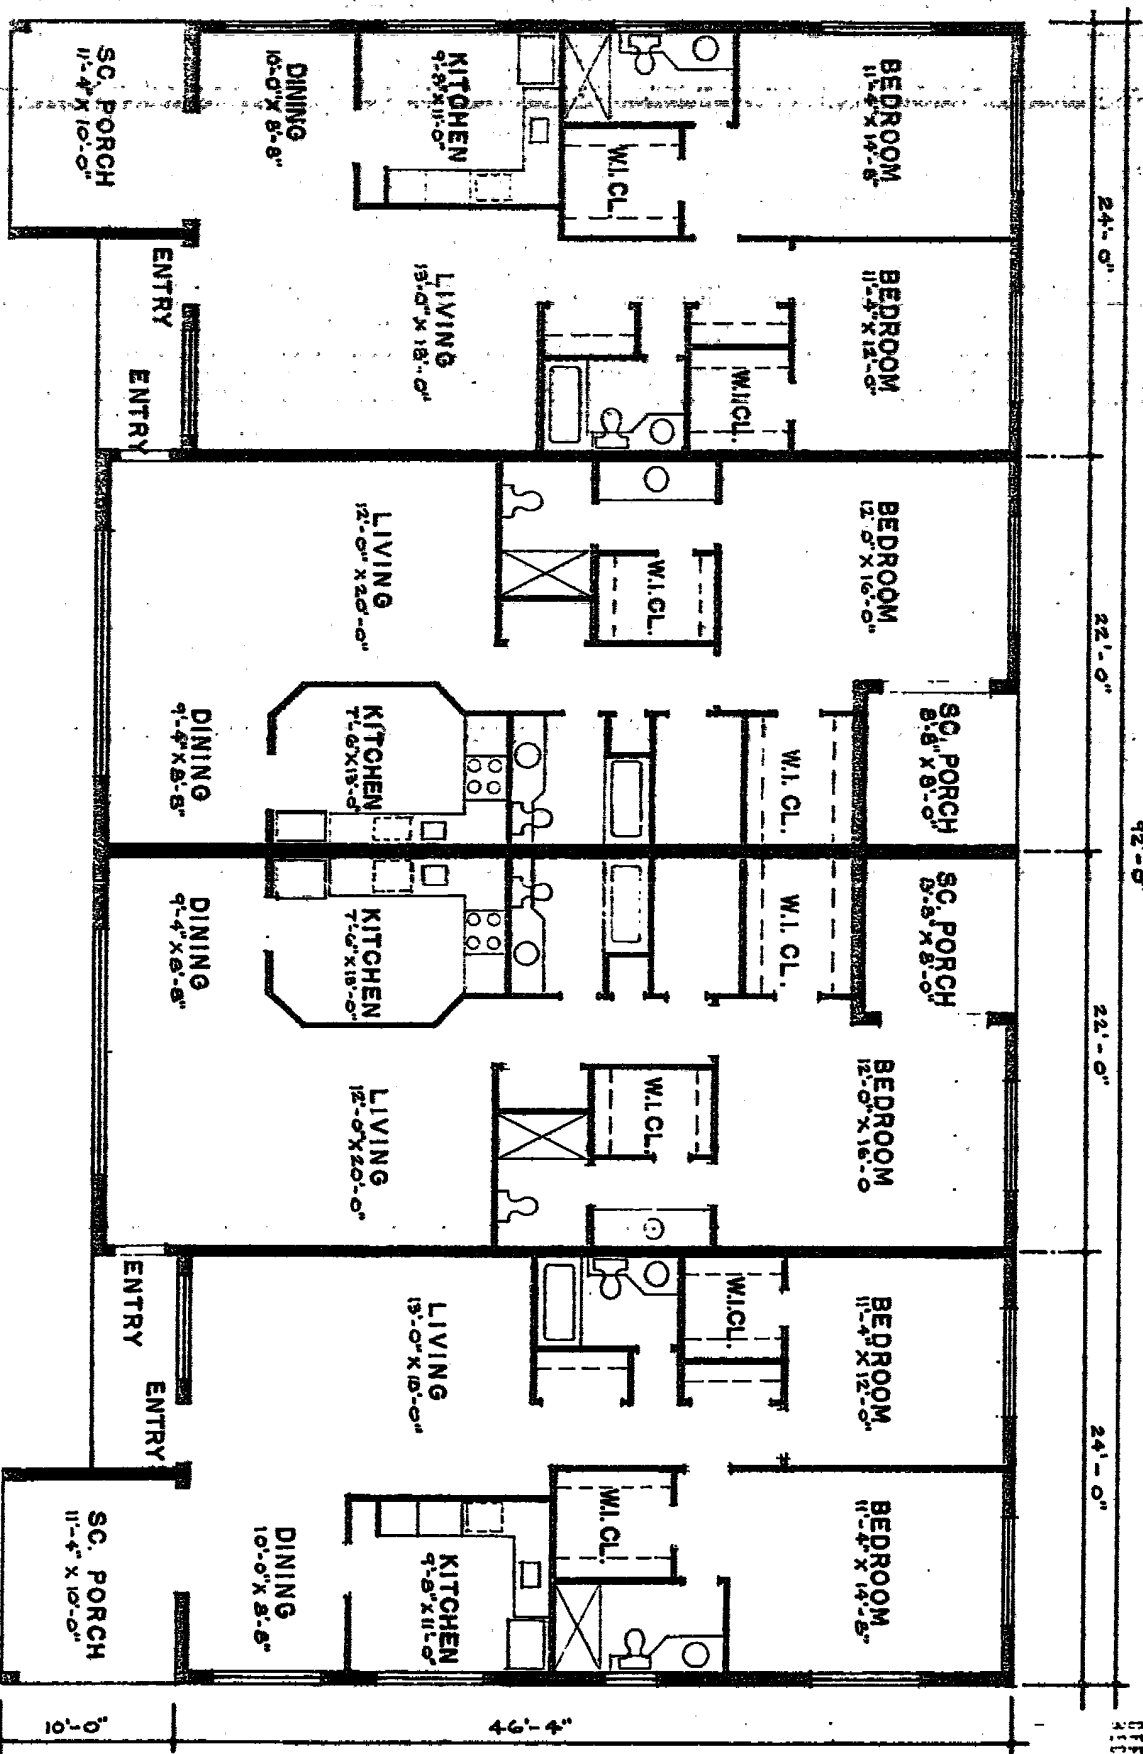 SC. PORCH
11'-4" X 10'-0"
DINING
10'-0" X 8'-8"
KITCHEN
9'-8" X 11'-0"
W.I.CL.
BEDROOM
11'-4" X 14'-8"
24'-0"
ENTRY
LIVING
13'-0" X 18'-0"
W.I.CL.
BEDROOM
11'-4" X 12'-0"
ENTRY
LIVING
12'-0" X 20'-0"
W.I.CL.
BEDROOM
12'-0" X 16'-0"
22'-0"
DINING
9'-4" X 8'-8"
KITCHEN
7'-6" X 13'-0"
W.I. CL.
SC. PORCH
8'-8" X 8'-0"
92'-0"
DINING
9'-4" X 8'-8"
KITCHEN
7'-6" X 13'-0"
W.I. CL.
SC. PORCH
8'-8" X 8'-0"
22'-0"
LIVING
12'-0" X 20'-0"
W.I.CL.
BEDROOM
12'-0" X 16'-0
ENTRY
LIVING
13'-0" X 18'-0"
W.I.CL.
BEDROOM
11'-4" X 12'-0"
ENTRY
24'-0"
SC. PORCH
11'-4" X 10'-0"
DINING
10'-0" X 8'-8"
KITCHEN
9'-8" X 11'-0"
W.I.CL.
BEDROOM
11'-4" X 14'-8"
10'-0"
46'-4"